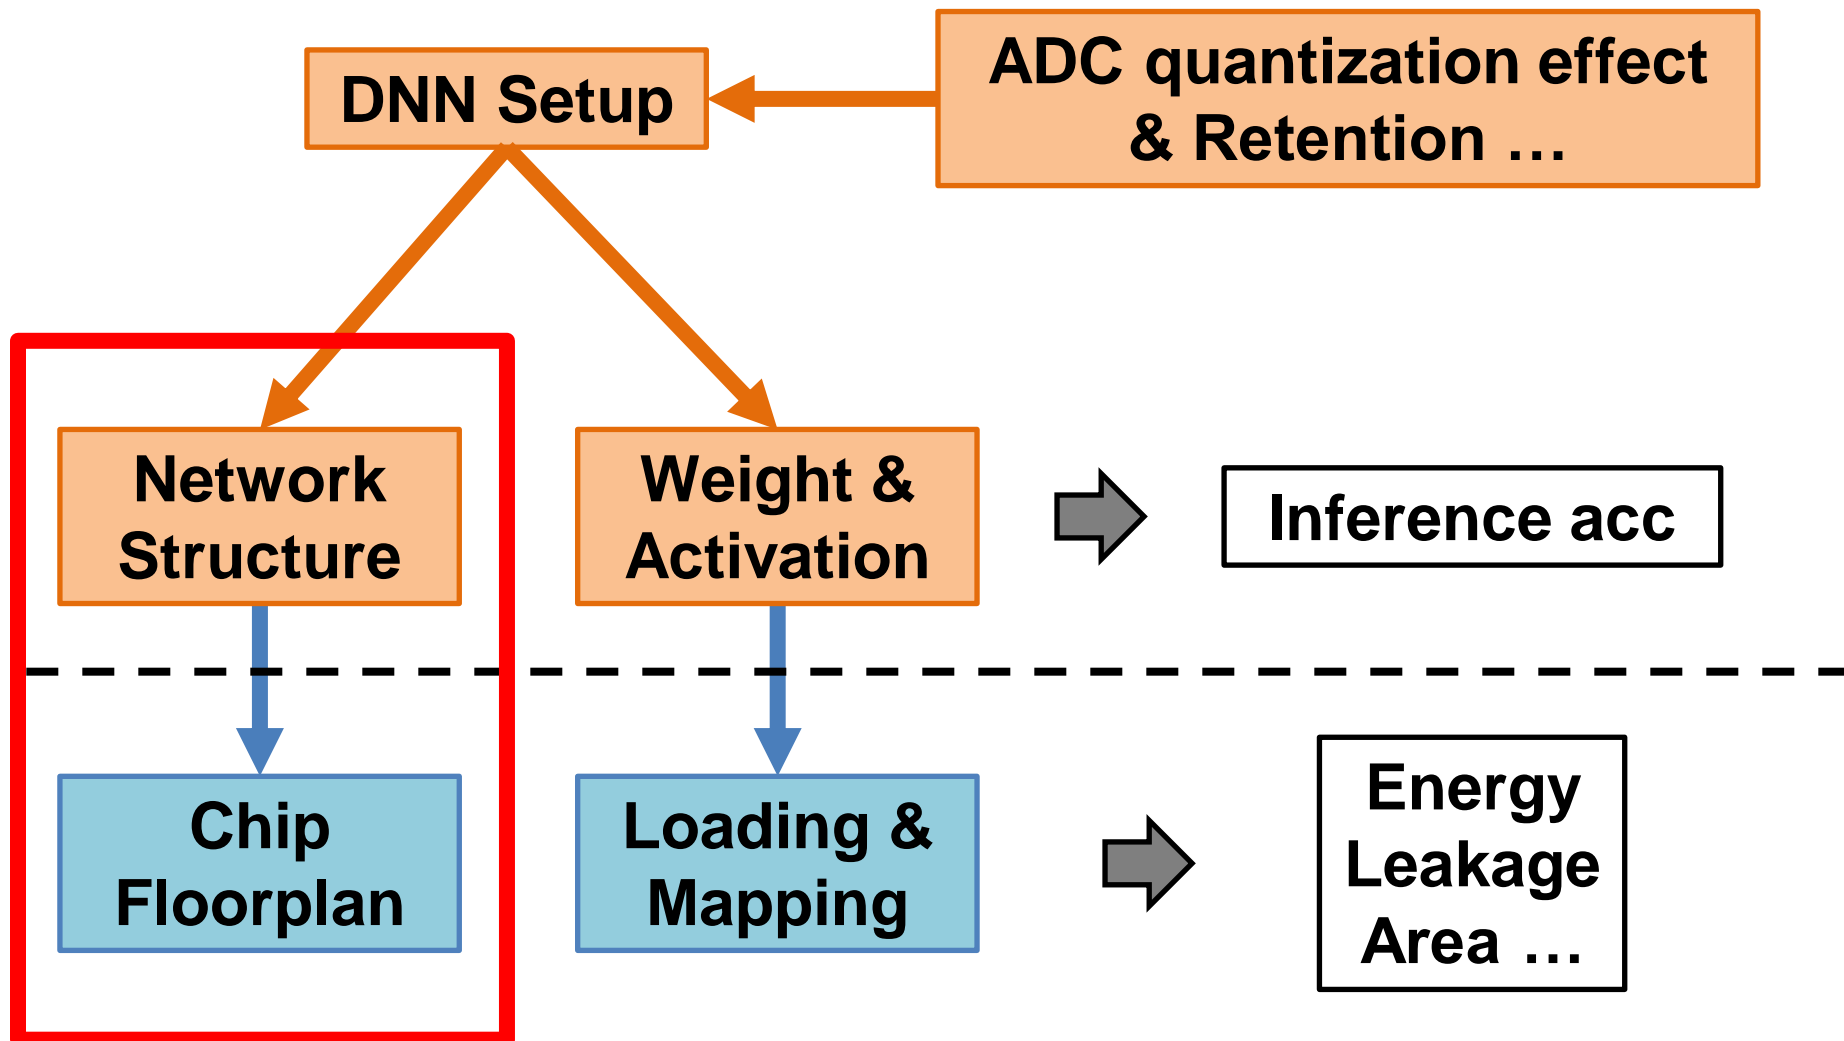 DNN Setup
ADC quantization effect
& Retention …
Network
Structure
Weight &
Activation
Inference acc
Chip
Floorplan
Loading &
Mapping
Energy
Leakage
Area …